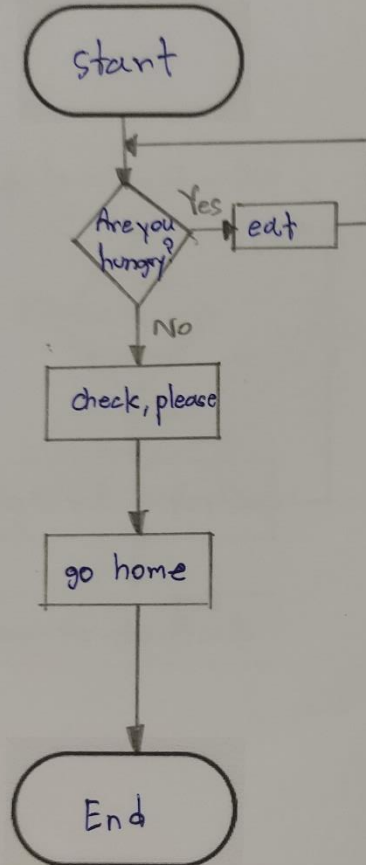 Start
Are you
hungry?
Yes
eat
No
check, please
go home
End